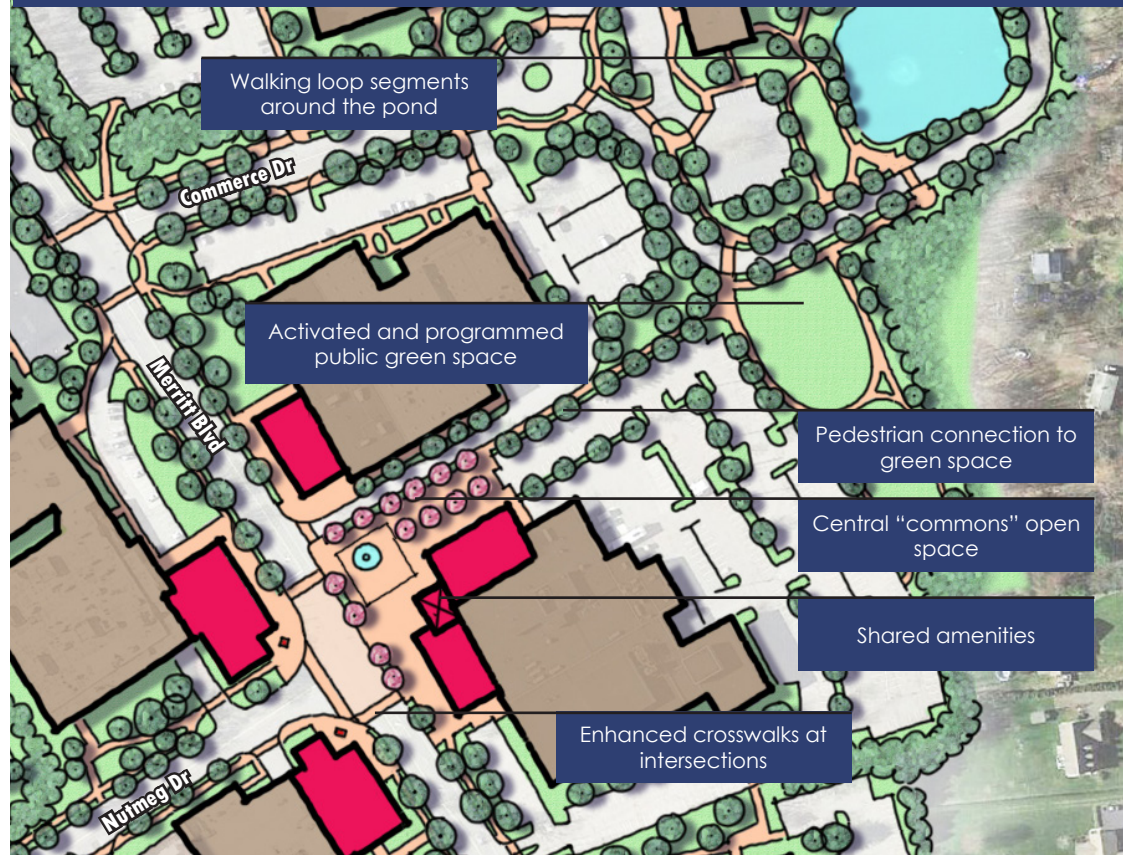 Walking loop segments
around the pond
Commerce Dr
Activated and programmed
public green space
Merritt Blvd
Pedestrian connection to
green space
Central “commons” open
space
Shared amenities
Enhanced crosswalks at
intersections
Nutmeg Dr